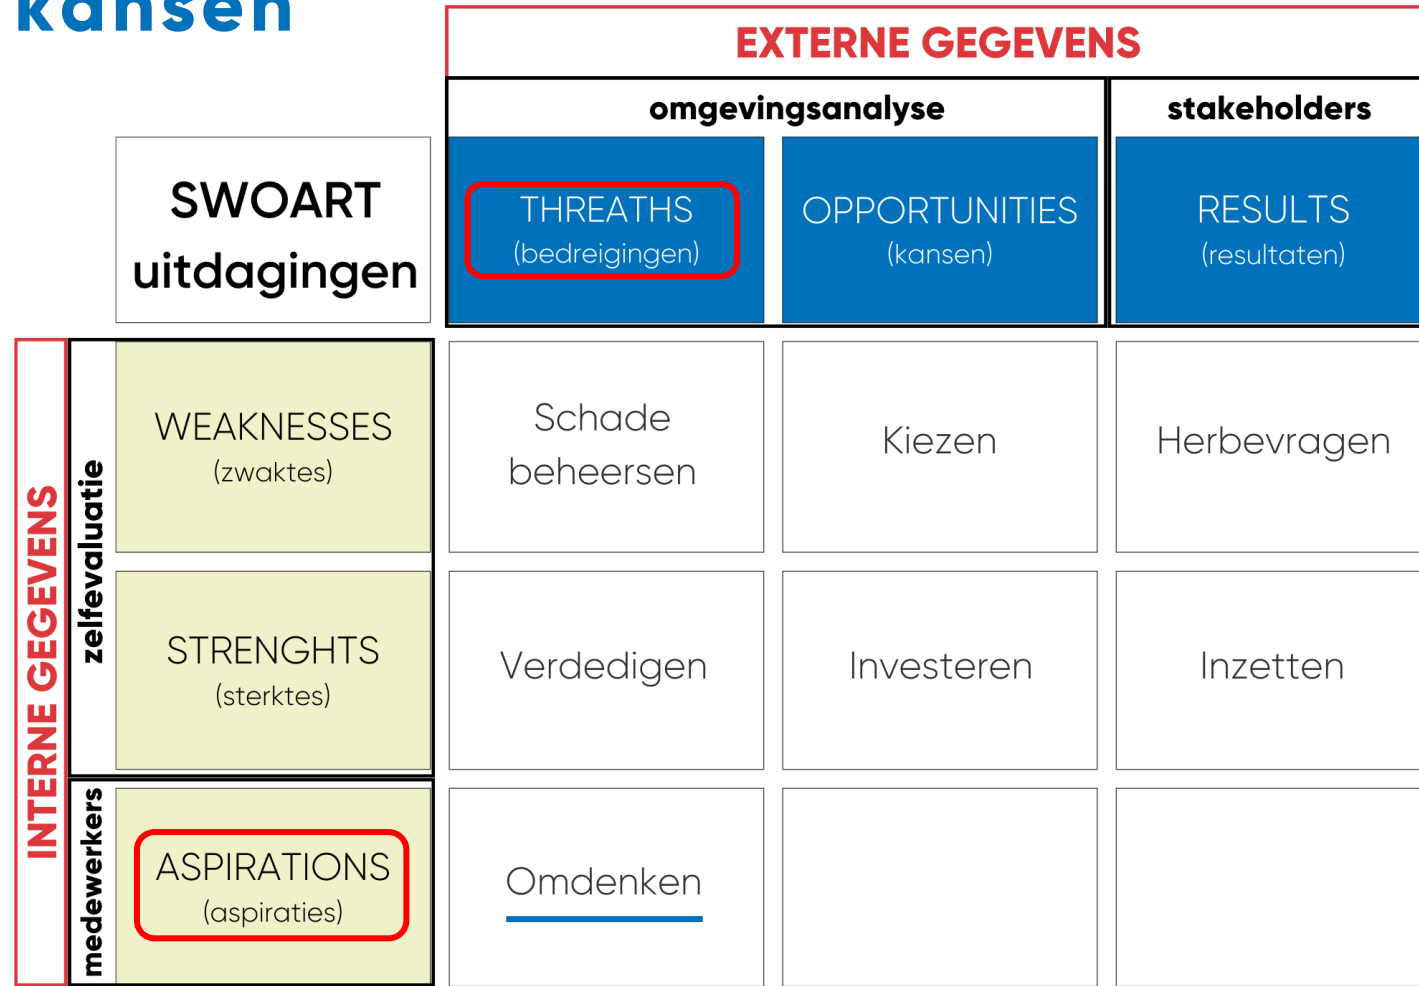 kansen
EXTERNE GEGEVENS
omgevingsanalyse
stakeholders
SWOART
uitdagingen
THREATHS
(bedreigingen)
OPPORTUNITIES
(kansen)
RESULTS
(resultaten)
INTERNE GEGEVENS
zelfevaluatie
WEAKNESSES
(zwaktes)
Schade
beheersen
Kiezen
Herbevragen
STRENGHTS
(sterktes)
Verdedigen
Investeren
Inzetten
medewerkers
ASPIRATIONS
(aspiraties)
Omdenken